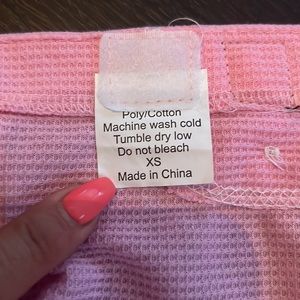 Poly/Cotton
Machine wash cold
Tumble dry low
Do not bleach
XS
Made in China